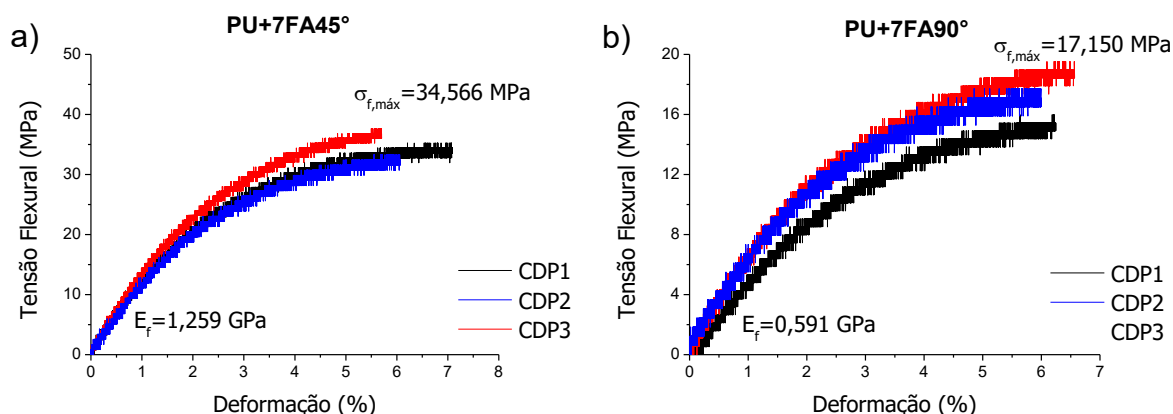 a)
PU+7FA45°
σf,máx=34,566 MPa
Tensão Flexural (MPa)
50
40
30
20
10
0
E_f=1,259 GPa
CDP1
CDP2
CDP3
0 1 2 3 4 5 6 7 8
Deformação (%)
b)
PU+7FA90°
σf,máx=17,150 MPa
Tensão Flexural (MPa)
20
16
12
8
4
0
E_f=0,591 GPa
CDP1
CDP2
CDP3
0 1 2 3 4 5 6 7
Deformação (%)